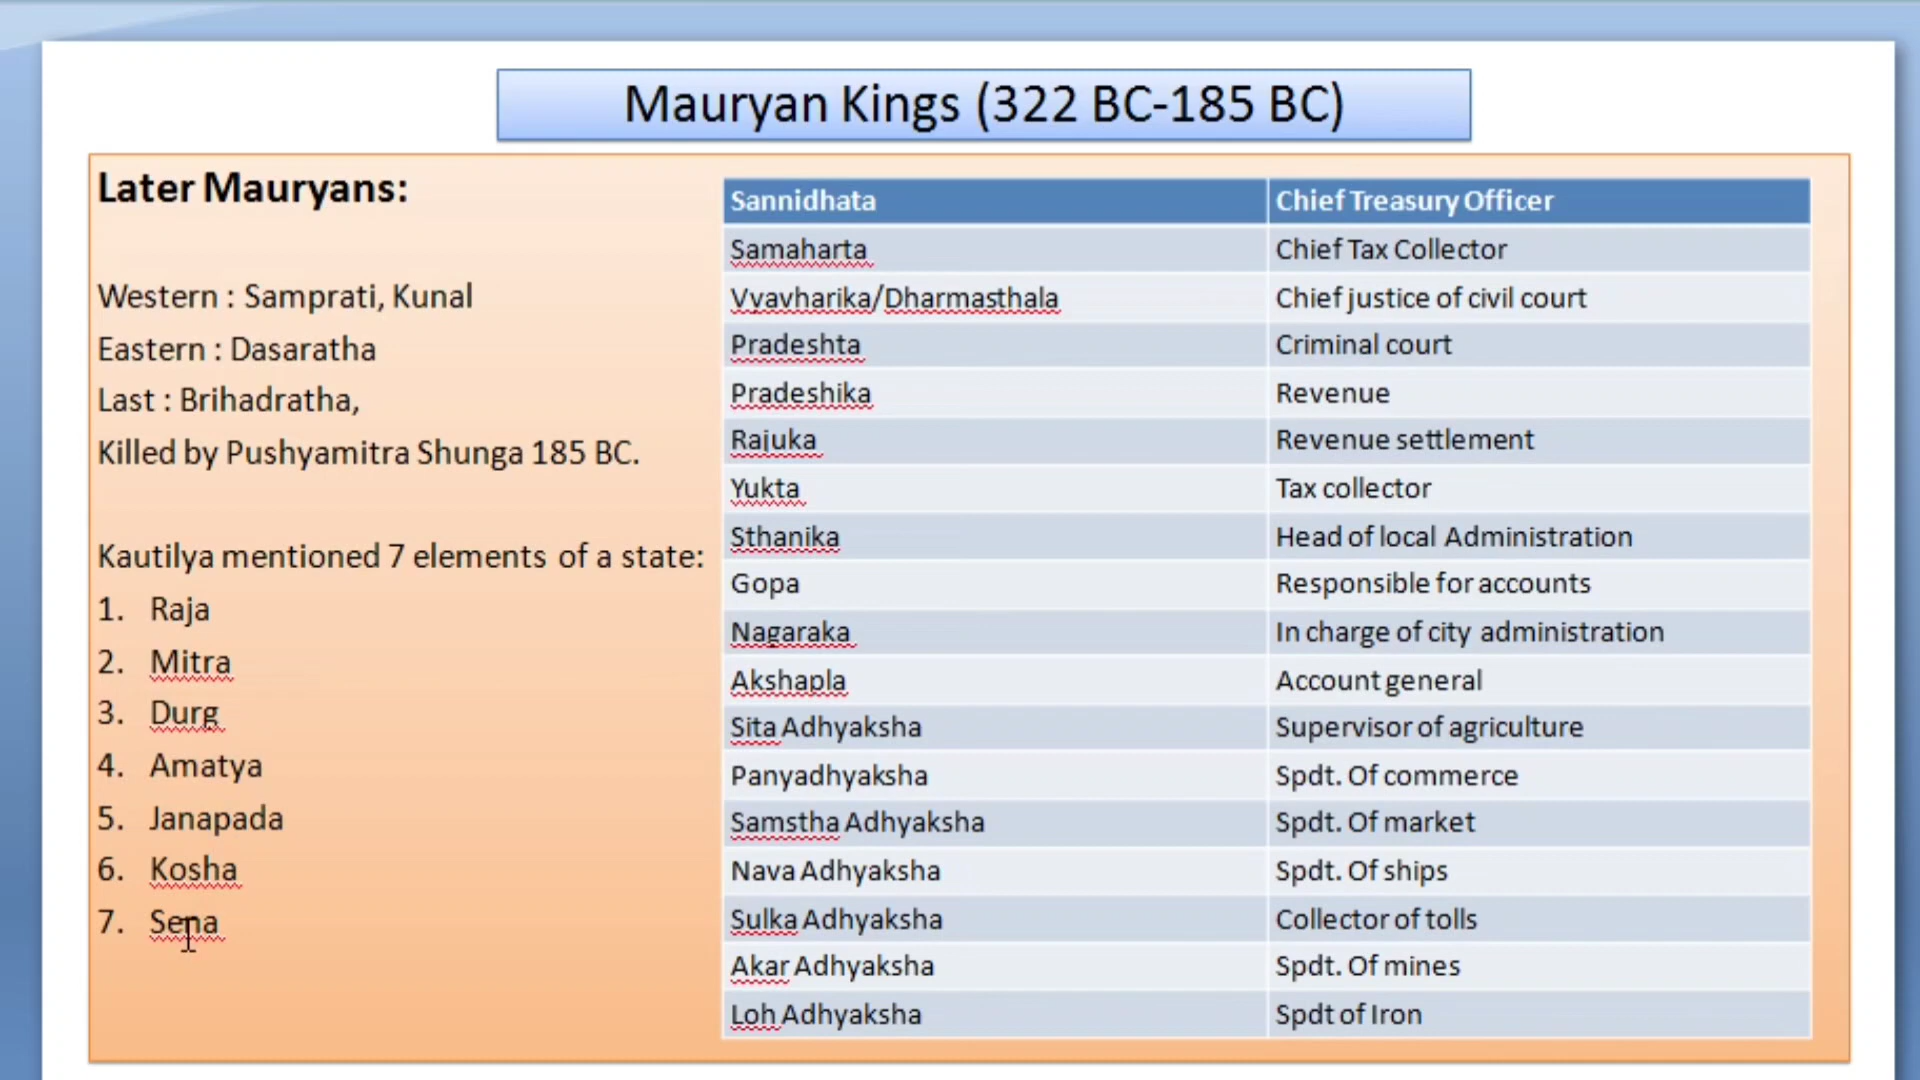 Mauryan Kings (322 BC-185 BC)
Later Mauryans:
Western : Samprati, Kunal
Eastern : Dasaratha
Last : Brihadratha,
Killed by Pushyamitra Shunga 185 BC.
Kautilya mentioned 7 elements of a state:
1. Raja
2. Mitra
3. Durg
4. Amatya
5. Janapada
6. Kosha
7. Sena
Sannidhata Chief Treasury Officer
Samaharta Chief Tax Collector
Vyavharika/Dharmasthala Chief justice of civil court
Pradeshta Criminal court
Pradeshika Revenue
Rajuka Revenue settlement
Yukta Tax collector
Sthanika Head of local Administration
Gopa Responsible for accounts
Nagaraka In charge of city administration
Akshapla Account general
Sita Adhyaksha Supervisor of agriculture
Panyadhyaksha Spdt. Of commerce
Samstha Adhyaksha Spdt. Of market
Nava Adhyaksha Spdt. Of ships
Sulka Adhyaksha Collector of tolls
Akar Adhyaksha Spdt. Of mines
Loh Adhyaksha Spdt of Iron